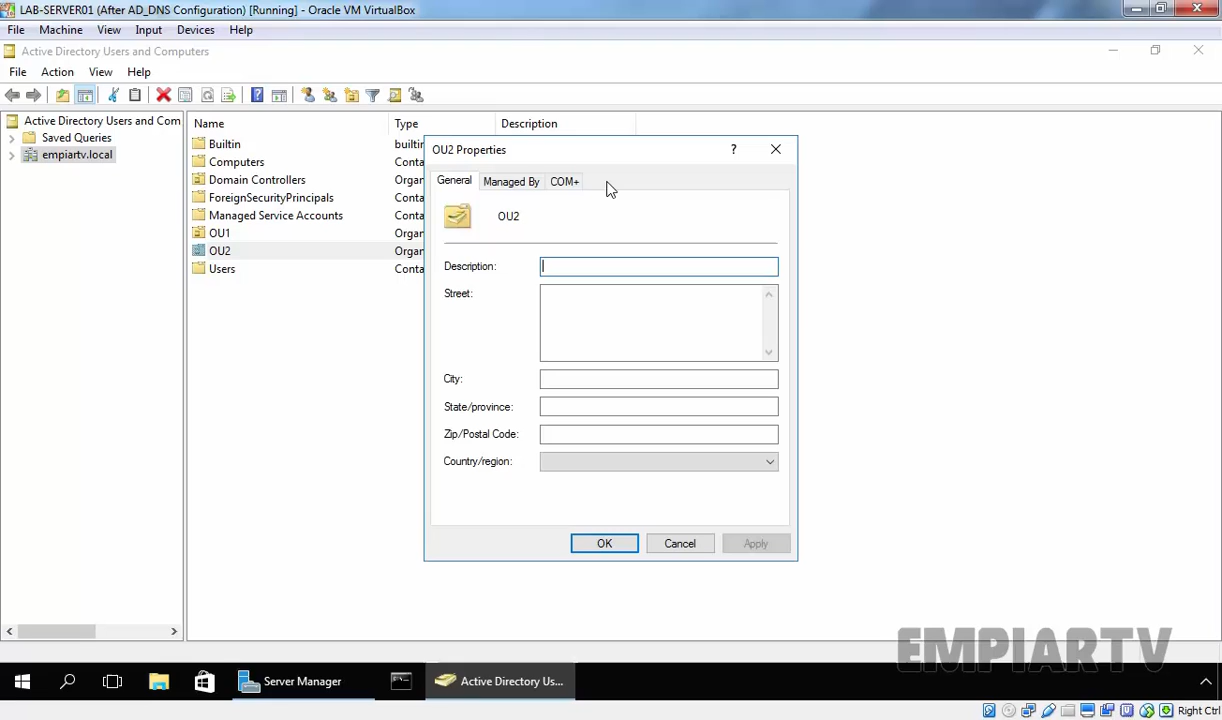 LAB-SERVER01 (After AD_DNS Configuration) [Running] - Oracle VM VirtualBox
File Machine View Input Devices Help
Active Directory Users and Computers
File Action View Help
Active Directory Users and Com
Saved Queries
empiartv.local
Name Type Description
Builtin builtin
Computers Conta
Domain Controllers Organ
ForeignSecurityPrincipals Conta
Managed Service Accounts Conta
OU1 Organ
OU2 Organ
Users Conta
OU2 Properties
?
General Managed By COM+
OU2
Description:
Street:
City:
State/province:
Zip/Postal Code:
Country/region:
OK Cancel Apply
EMPIARTV
Server Manager
Active Directory Us...
Right Ctrl